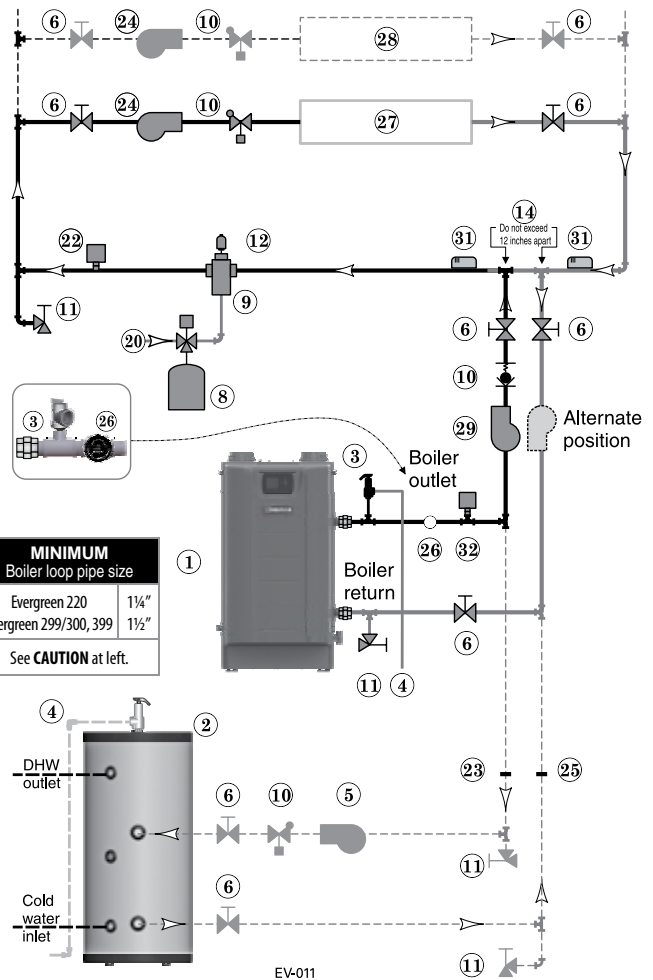 6 24 10 6
28
6 24 10 6
27
14
Do not exceed
12 inches apart
22 12 31 31
11 9 6 6
20 8 10
29 Alternate
position
3 26
3 Boiler
outlet
1 26 32
Boiler
return
6
11 4
MINIMUM
Boiler loop pipe size
Evergreen 220 1¼”
ergreen 299/300, 399 1½”
See CAUTION at left.
4 2
DHW
outlet
23 25
6 10 5
11
6
Cold
water
inlet
11
EV-011